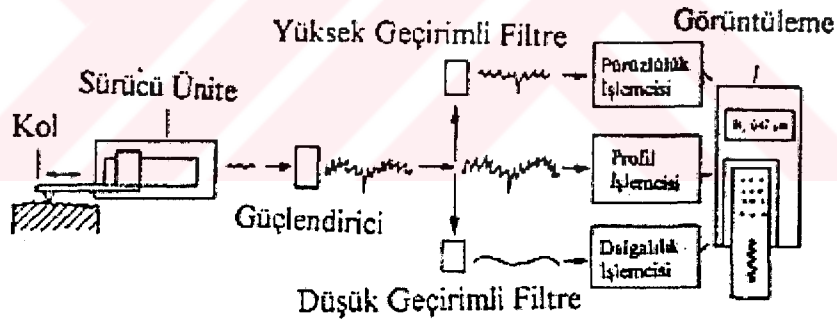 Görüntüleme
Yüksek Geçirimli Filtre
Pürüzlülük
İşlemcisi
Sürücü Ünite
Kol
Profil
İşlemcisi
Güçlendirici
Dalgalılık
İşlemcisi
Düşük Geçirimli Filtre